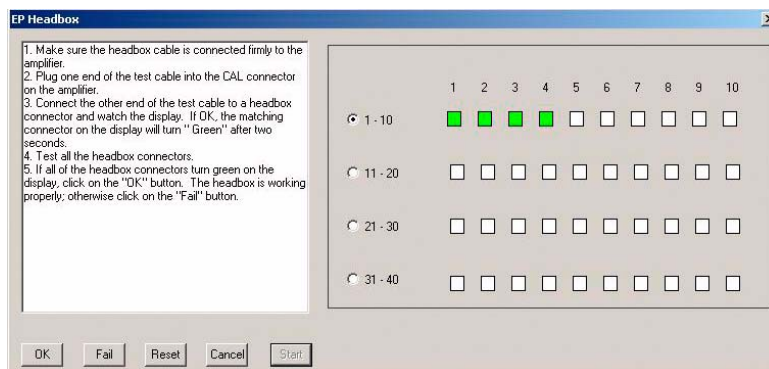 EP Headbox
1. Make sure the headbox cable is connected firmly to the
amplifier.
2. Plug one end of the test cable into the CAL connector
on the amplifier.
3. Connect the other end of the test cable to a headbox
connector and watch the display.  If OK, the matching
connector on the display will turn " Green" after two
seconds.
4. Test all the headbox connectors.
5. If all of the headbox connectors turn green on the
display, click on the "OK" button.  The headbox is working
properly; otherwise click on the "Fail" button.
1 2 3 4 5 6 7 8 9 10
1 - 10
11 - 20
21 - 30
31 - 40
OK Fail Reset Cancel Start